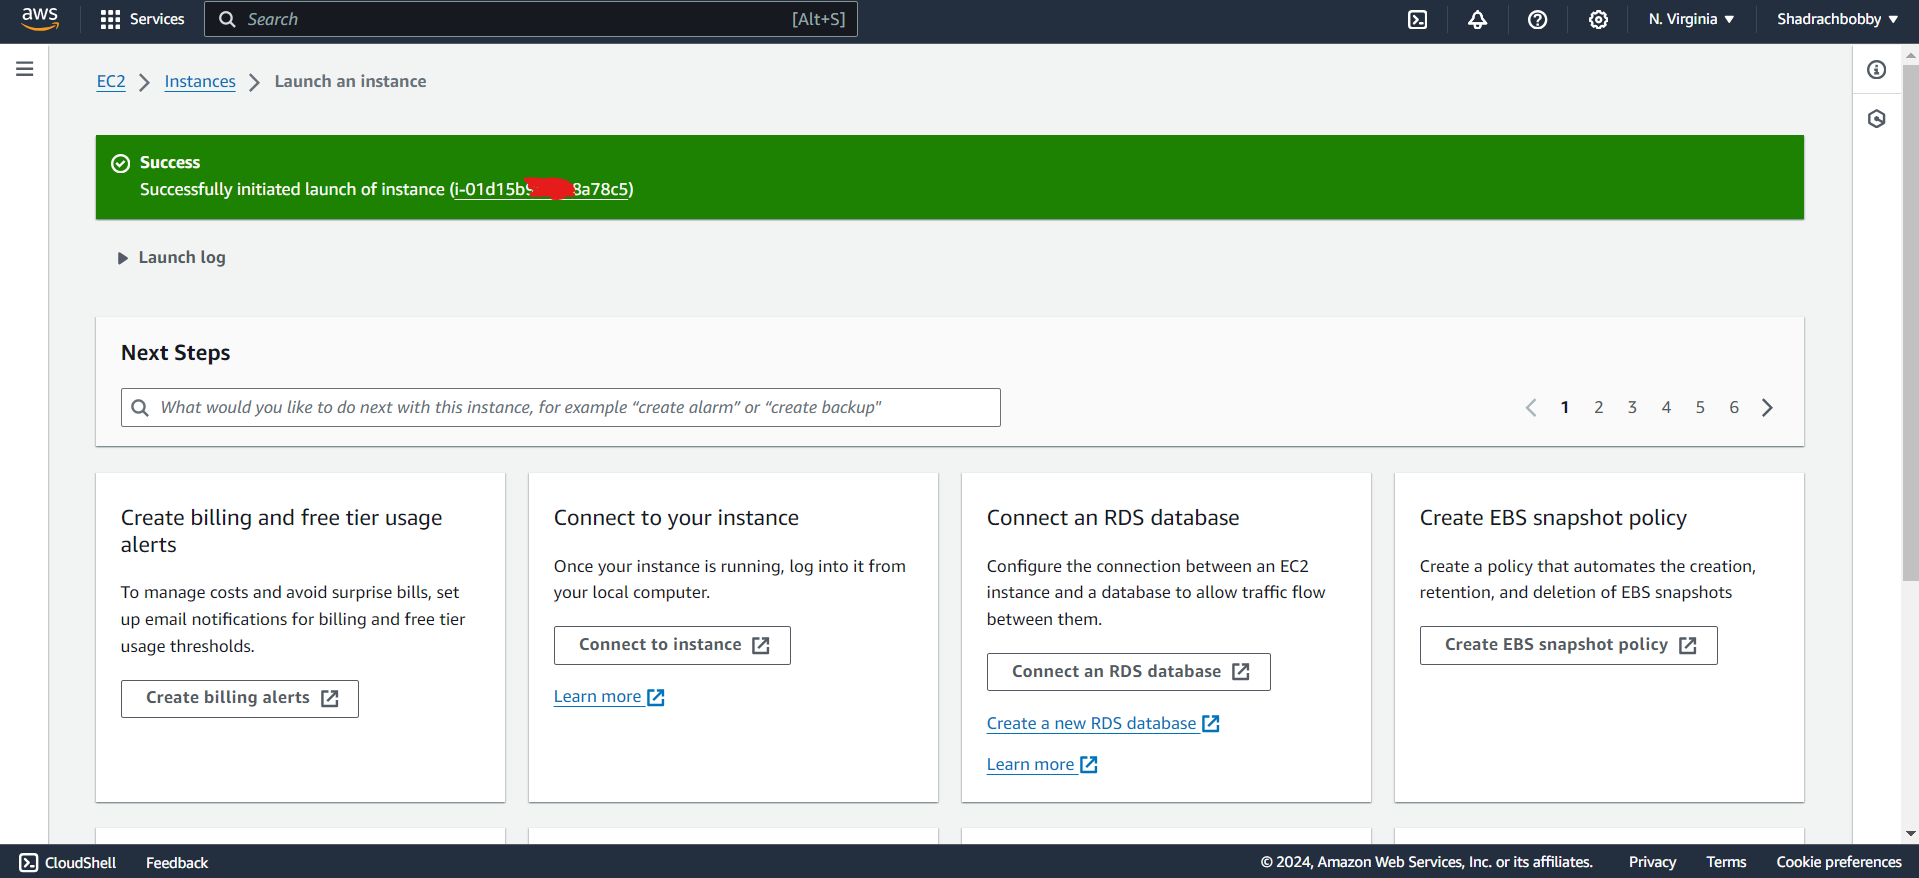 aws Services Search [Alt+S] N. Virginia Shadrachbobby
EC2 Instances Launch an instance
Success
Successfully initiated launch of instance (i-01d15b 8a78c5)
Launch log
Next Steps
What would you like to do next with this instance, for example “create alarm” or “create backup”
1 2 3 4 5 6
Create billing and free tier usage
alerts
To manage costs and avoid surprise bills, set
up email notifications for billing and free tier
usage thresholds.
Create billing alerts
Connect to your instance
Once your instance is running, log into it from
your local computer.
Connect to instance
Learn more
Connect an RDS database
Configure the connection between an EC2
instance and a database to allow traffic flow
between them.
Connect an RDS database
Create a new RDS database
Learn more
Create EBS snapshot policy
Create a policy that automates the creation,
retention, and deletion of EBS snapshots
Create EBS snapshot policy
CloudShell Feedback © 2024, Amazon Web Services, Inc. or its affiliates. Privacy Terms Cookie preferences